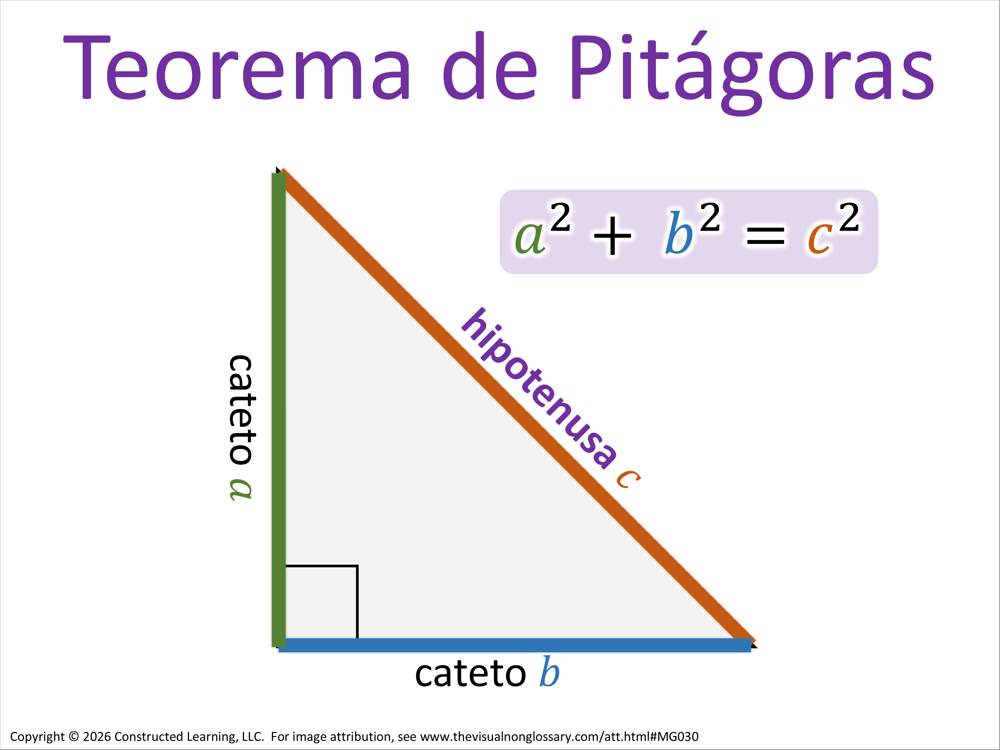 Teorema de Pitágoras
a² + b² = c²
hipotenusa c
cateto a
cateto b
Copyright © 2026 Constructed Learning, LLC.  For image attribution, see www.thevisualnonglossary.com/att.html#MG030